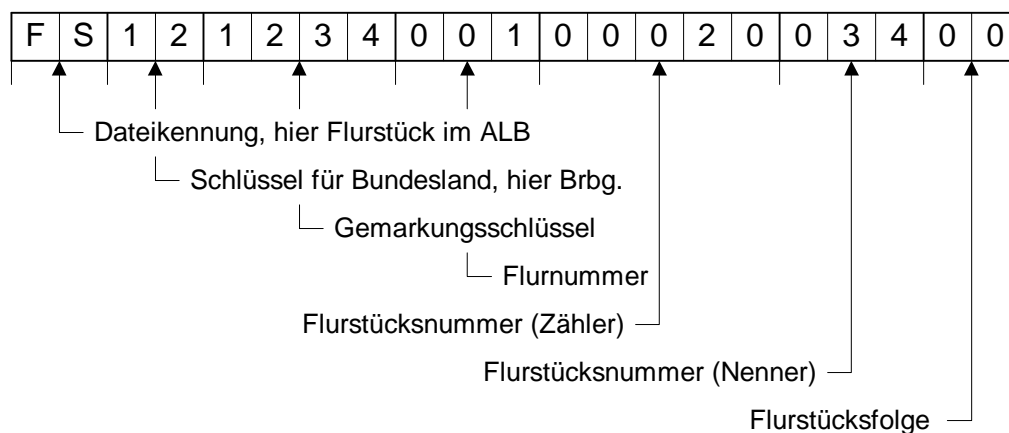 F S 1 2 1 2 3 4 0 0 1 0 0 0 2 0 0 3 4 0 0
Dateikennung, hier Flurstück im ALB
Schlüssel für Bundesland, hier Brbg.
Gemarkungsschlüssel
Flurnummer
Flurstücksnummer (Zähler)
Flurstücksnummer (Nenner)
Flurstücksfolge